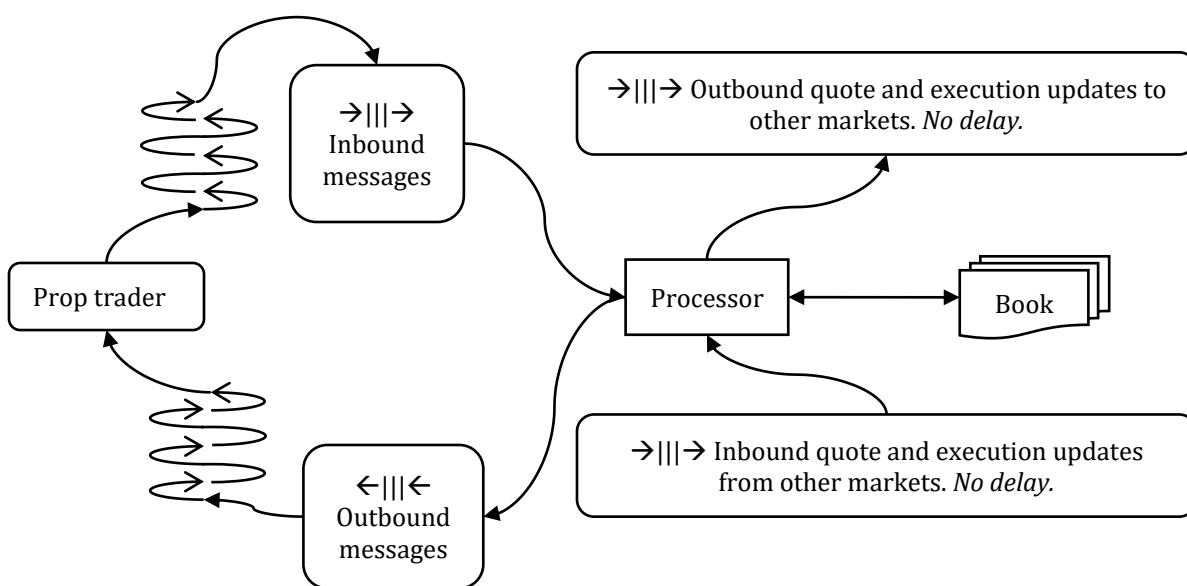 →|||→
Inbound
messages
→|||→ Outbound quote and execution updates to
other markets. No delay.
Prop trader
Processor
Book
←|||←
Outbound
messages
→|||→ Inbound quote and execution updates
from other markets. No delay.